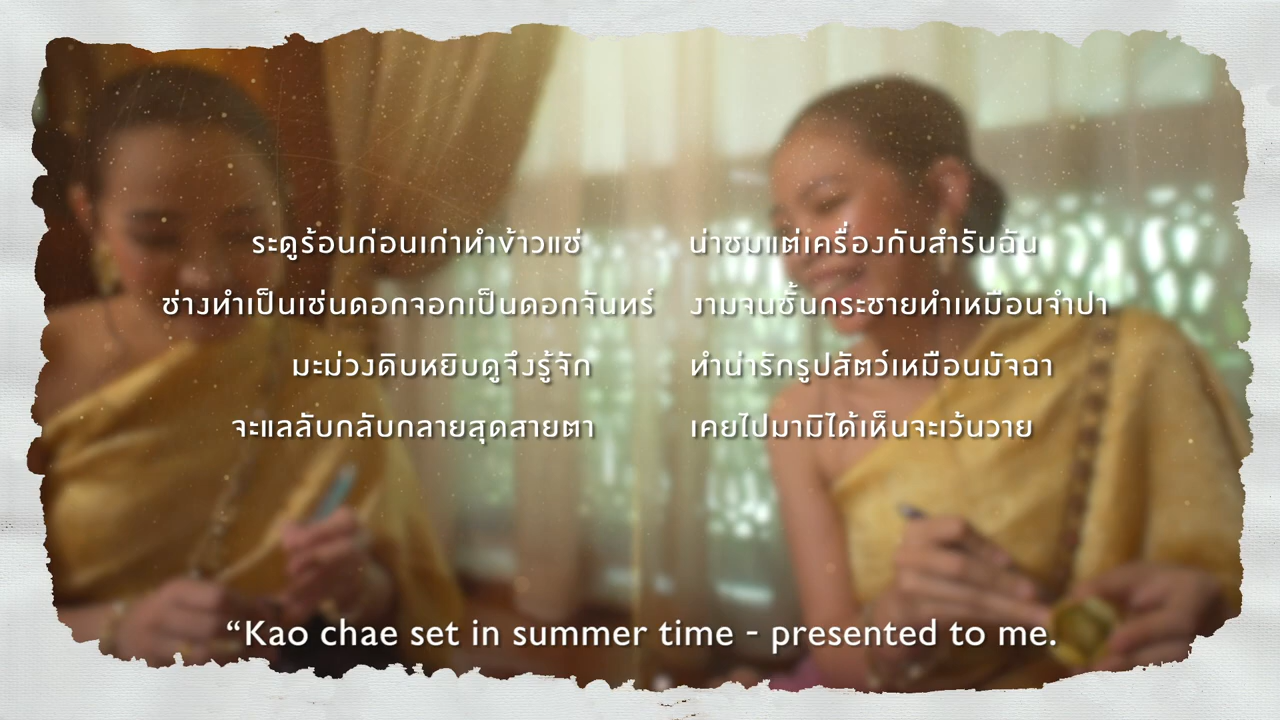 ระดูร้อนก่อนเก่าทำข้าวแช่ น่าชมแต่เครื่องกับสำรับฉัน
ช่างทำเป็นเช่นดอกจอกเป็นดอกจันทร์ งามจนชั้นกระชายทำเหมือนจำปา
มะม่วงดิบหยิบดูจึงรู้จัก ทำน่ารักรูปสัตว์เหมือนมัจฉา
จะแลลับกลับกลายสุดสายตา เคยไปมามิได้เห็นจะเว้นวาย
“Kao chae set in summer time - presented to me.